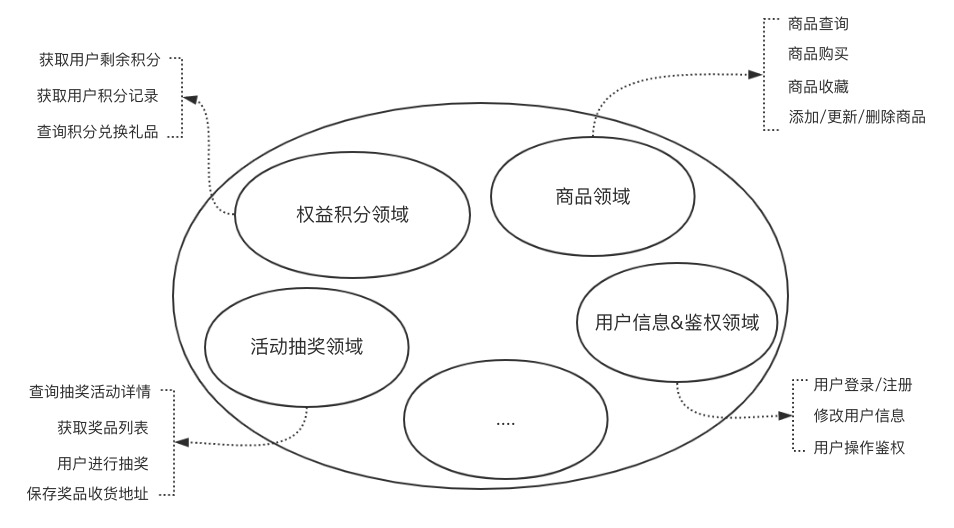 获取用户剩余积分
获取用户积分记录
查询积分兑换礼品
商品查询
商品购买
商品收藏
添加/更新/删除商品
权益积分领域
商品领域
活动抽奖领域
用户信息&鉴权领域
....
查询抽奖活动详情
获取奖品列表
用户进行抽奖
保存奖品收货地址
用户登录/注册
修改用户信息
用户操作鉴权